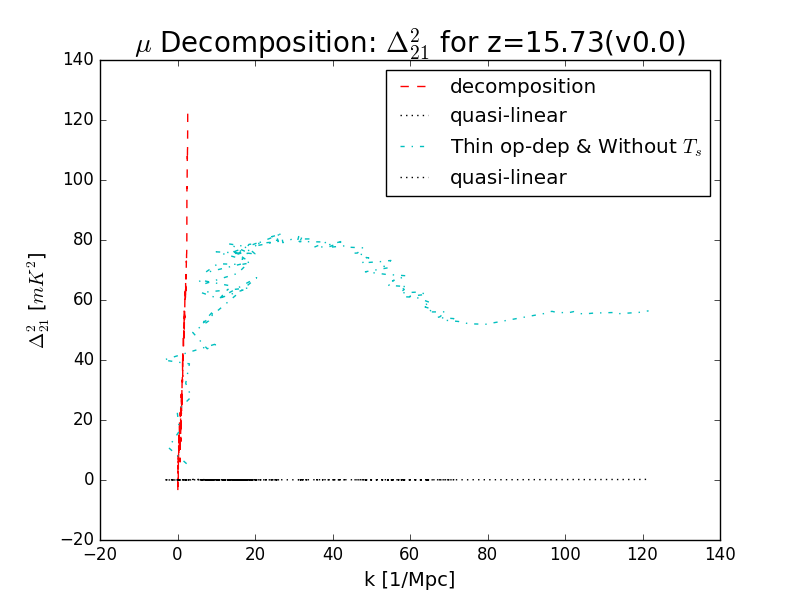 μ Decomposition: Δ²₂₁ for z=15.73(v0.0)
140
120
100
80
60
40
20
0
−20
Δ²₂₁ [mK²]
decomposition
quasi-linear
Thin op-dep & Without Tₛ
quasi-linear
−20 0 20 40 60 80 100 120 140
k [1/Mpc]